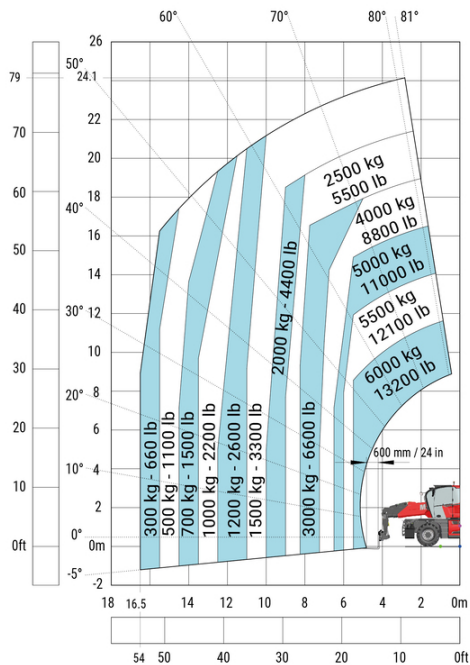 60° 70° 80° 81°
26
79 50° 24.1
22
70
20
60 18
40° 16
50
14
40 30° 12
10
30
20° 8
20 6
10° 4
10
2
0ft 0° 0m
-5° -2
2500 kg
5500 lb
4000 kg
8800 lb
5000 kg
11000 lb
5500 kg
12100 lb
6000 kg
13200 lb
600 mm / 24 in
300 kg - 660 lb
500 kg - 1100 lb
700 kg - 1500 lb
1000 kg - 2200 lb
1200 kg - 2600 lb
1500 kg - 3300 lb
2000 kg - 4400 lb
3000 kg - 6600 lb
18 16.5 14 12 10 8 6 4 2 0m
54 50 40 30 20 10 0ft